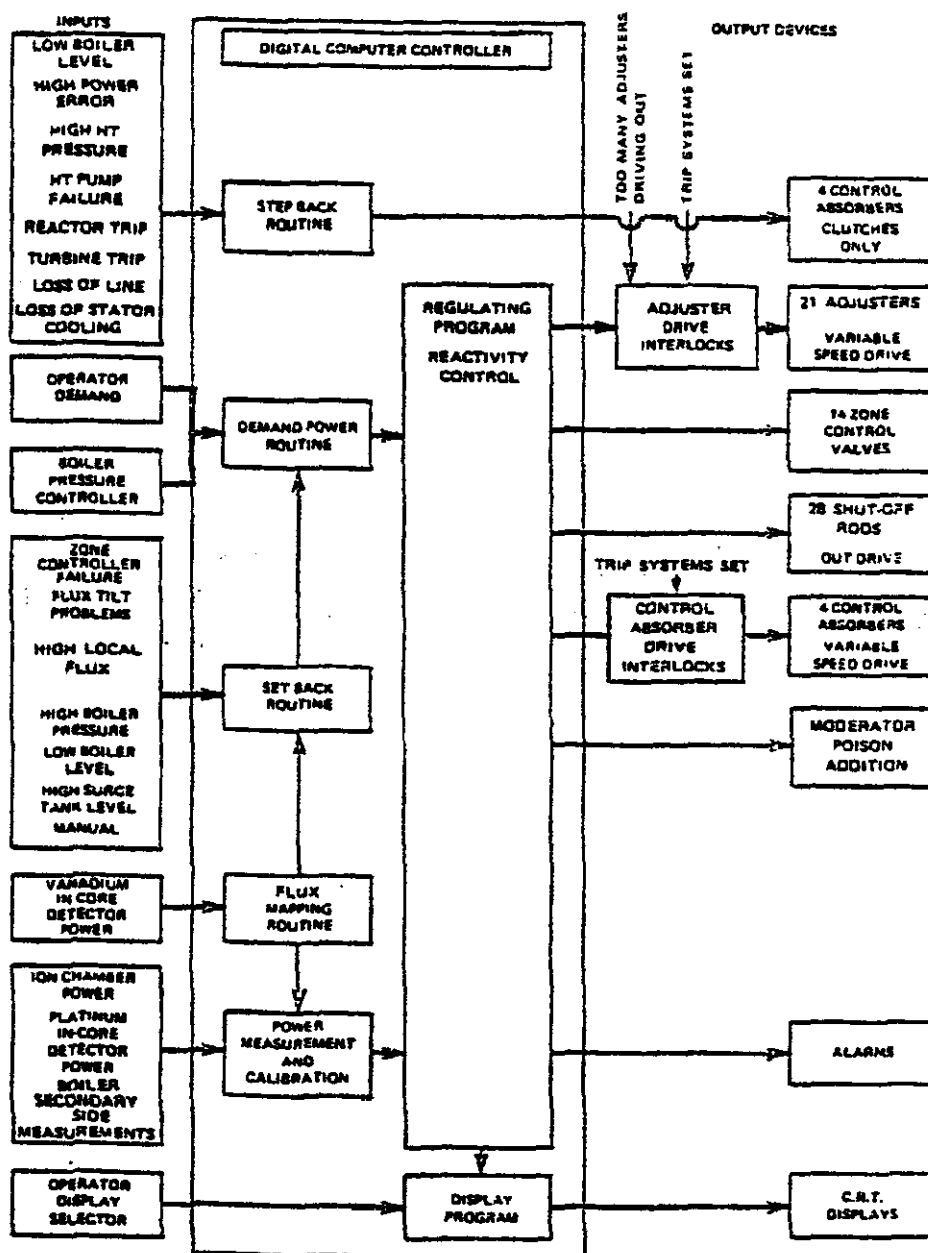 INPUTS
LOW BOILER
LEVEL
HIGH POWER
ERROR
HIGH HT
PRESSURE
HT PUMP
FAILURE
REACTOR TRIP
TURBINE TRIP
LOSS OF LINE
LOSS OF STATOR
COOLING
OPERATOR
DEMAND
BOILER
PRESSURE
CONTROLLER
ZONE
CONTROLLER
FAILURE
FLUX TILT
PROBLEMS
HIGH LOCAL
FLUX
HIGH BOILER
PRESSURE
LOW BOILER
LEVEL
HIGH SURGE
TANK LEVEL
MANUAL
VANADIUM
IN CORE
DETECTOR
POWER
ION CHAMBER
POWER
PLATINUM
IN-CORE
DETECTOR
POWER
BOILER
SECONDARY
SIDE
MEASUREMENTS
OPERATOR
DISPLAY
SELECTOR
DIGITAL COMPUTER CONTROLLER
STEP BACK
ROUTINE
DEMAND POWER
ROUTINE
SET BACK
ROUTINE
FLUX
MAPPING
ROUTINE
POWER
MEASUREMENT
AND
CALIBRATION
REGULATING
PROGRAM
REACTIVITY
CONTROL
DISPLAY
PROGRAM
OUTPUT DEVICES
TOO MANY ADJUSTERS
DRIVING OUT
TRIP SYSTEMS SET
ADJUSTER
DRIVE
INTERLOCKS
TRIP SYSTEMS SET
CONTROL
ABSORBER
DRIVE
INTERLOCKS
4 CONTROL
ABSORBERS
CLUTCHES
ONLY
21 ADJUSTERS
VARIABLE
SPEED DRIVE
14 ZONE
CONTROL
VALVES
28 SHUT-OFF
RODS
OUT DRIVE
4 CONTROL
ABSORBERS
VARIABLE
SPEED DRIVE
MODERATOR
POISON
ADDITION
ALARMS
C.R.T.
DISPLAYS